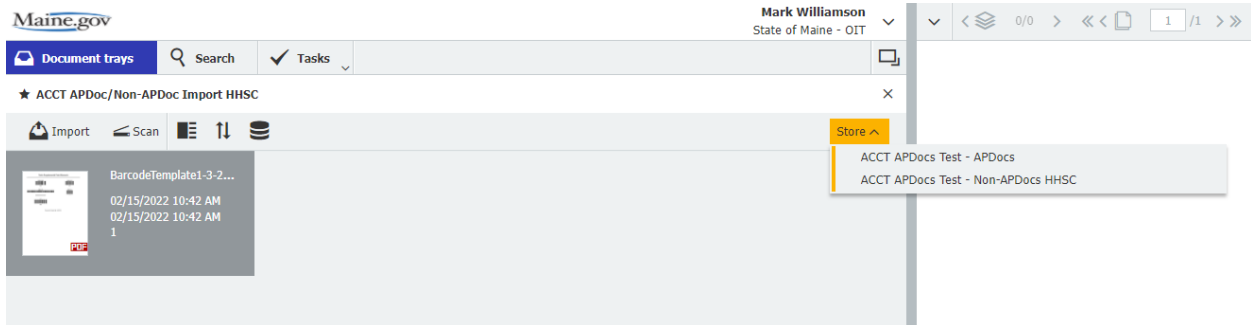 Maine.gov
Mark Williamson
State of Maine - OIT
0/0
1 /1
Document trays
Search
Tasks
ACCT APDoc/Non-APDoc Import HHSC
Import
Scan
Store
ACCT APDocs Test - APDocs
ACCT APDocs Test - Non-APDocs HHSC
BarcodeTemplate1-3-2...
02/15/2022 10:42 AM
02/15/2022 10:42 AM
1
PDF